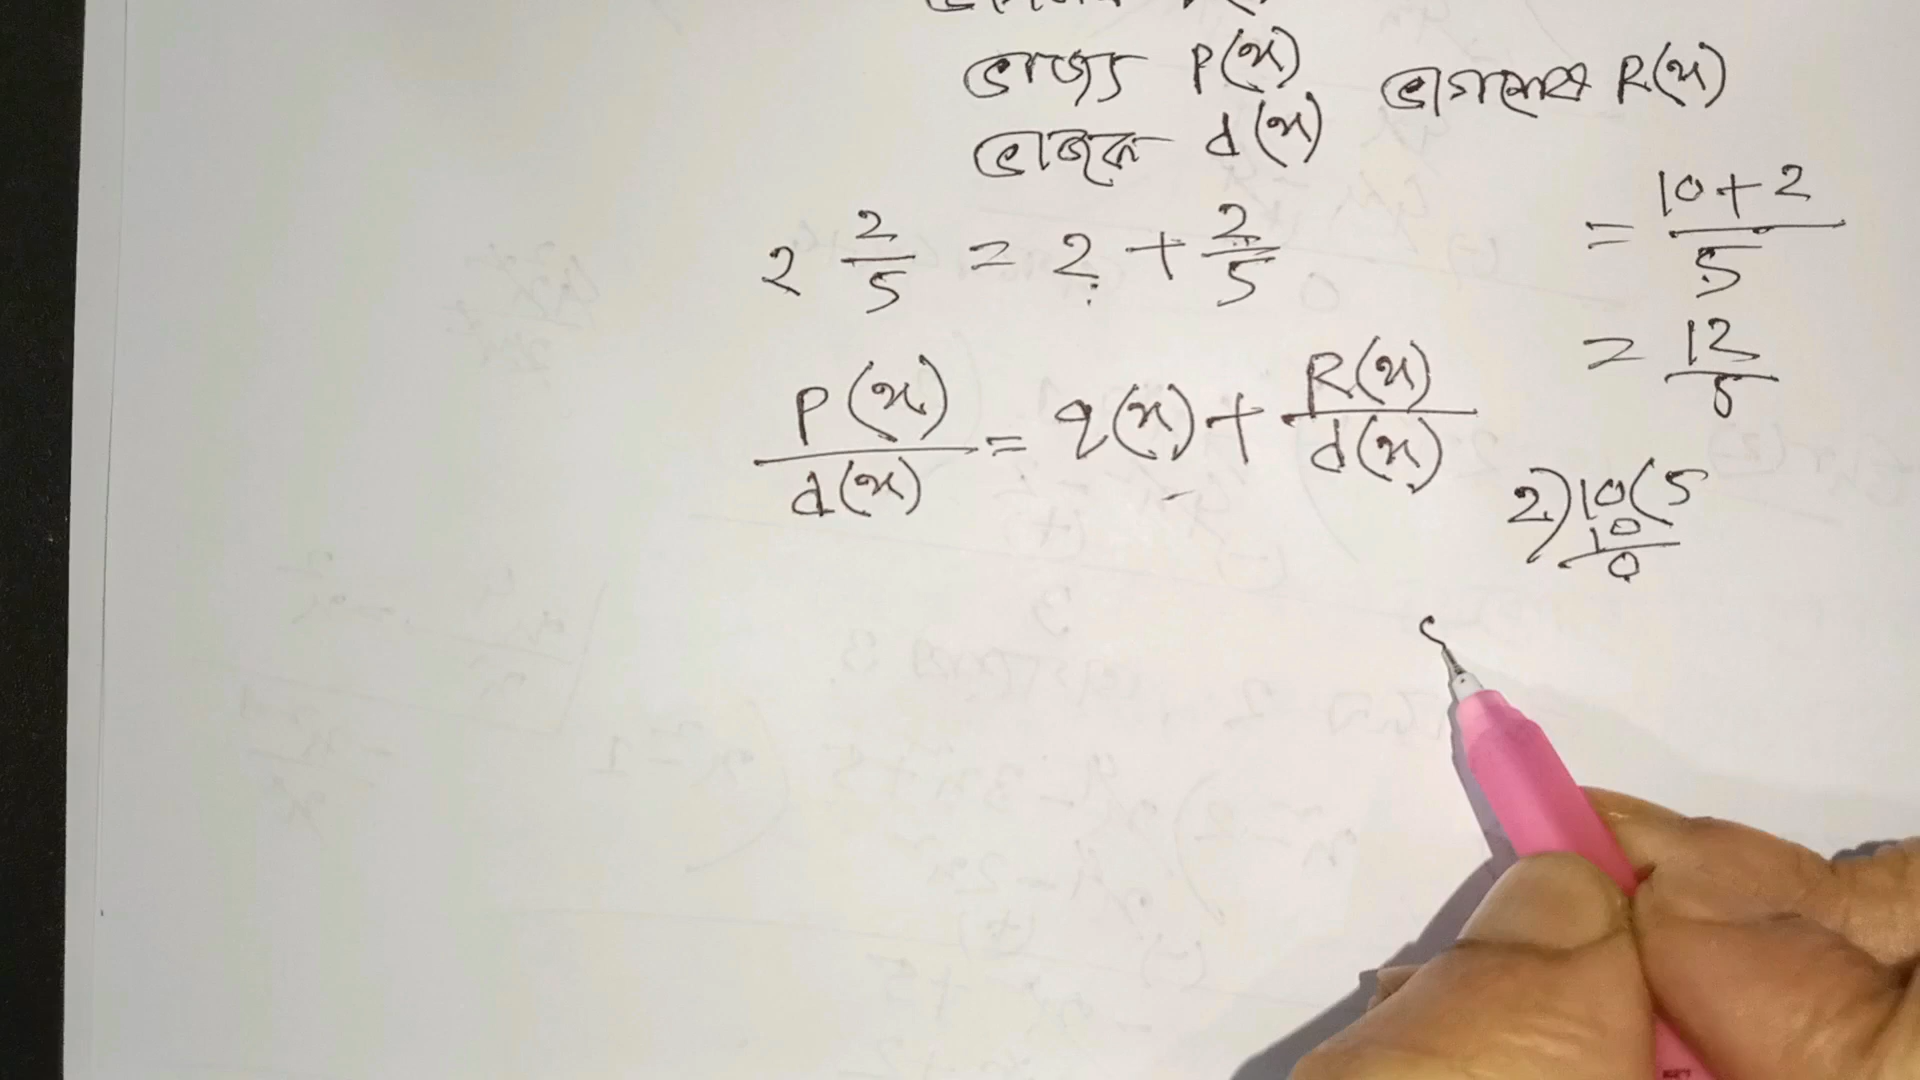 ভাজ্য P(x)
ভাগশেষ R(x)
ভাজক d(x)
2 2/5 = 2 + 2/5
= 10+2/5
= 12/5
P(x)/d(x) = q(x) + R(x)/d(x)
2)10(5
10
0